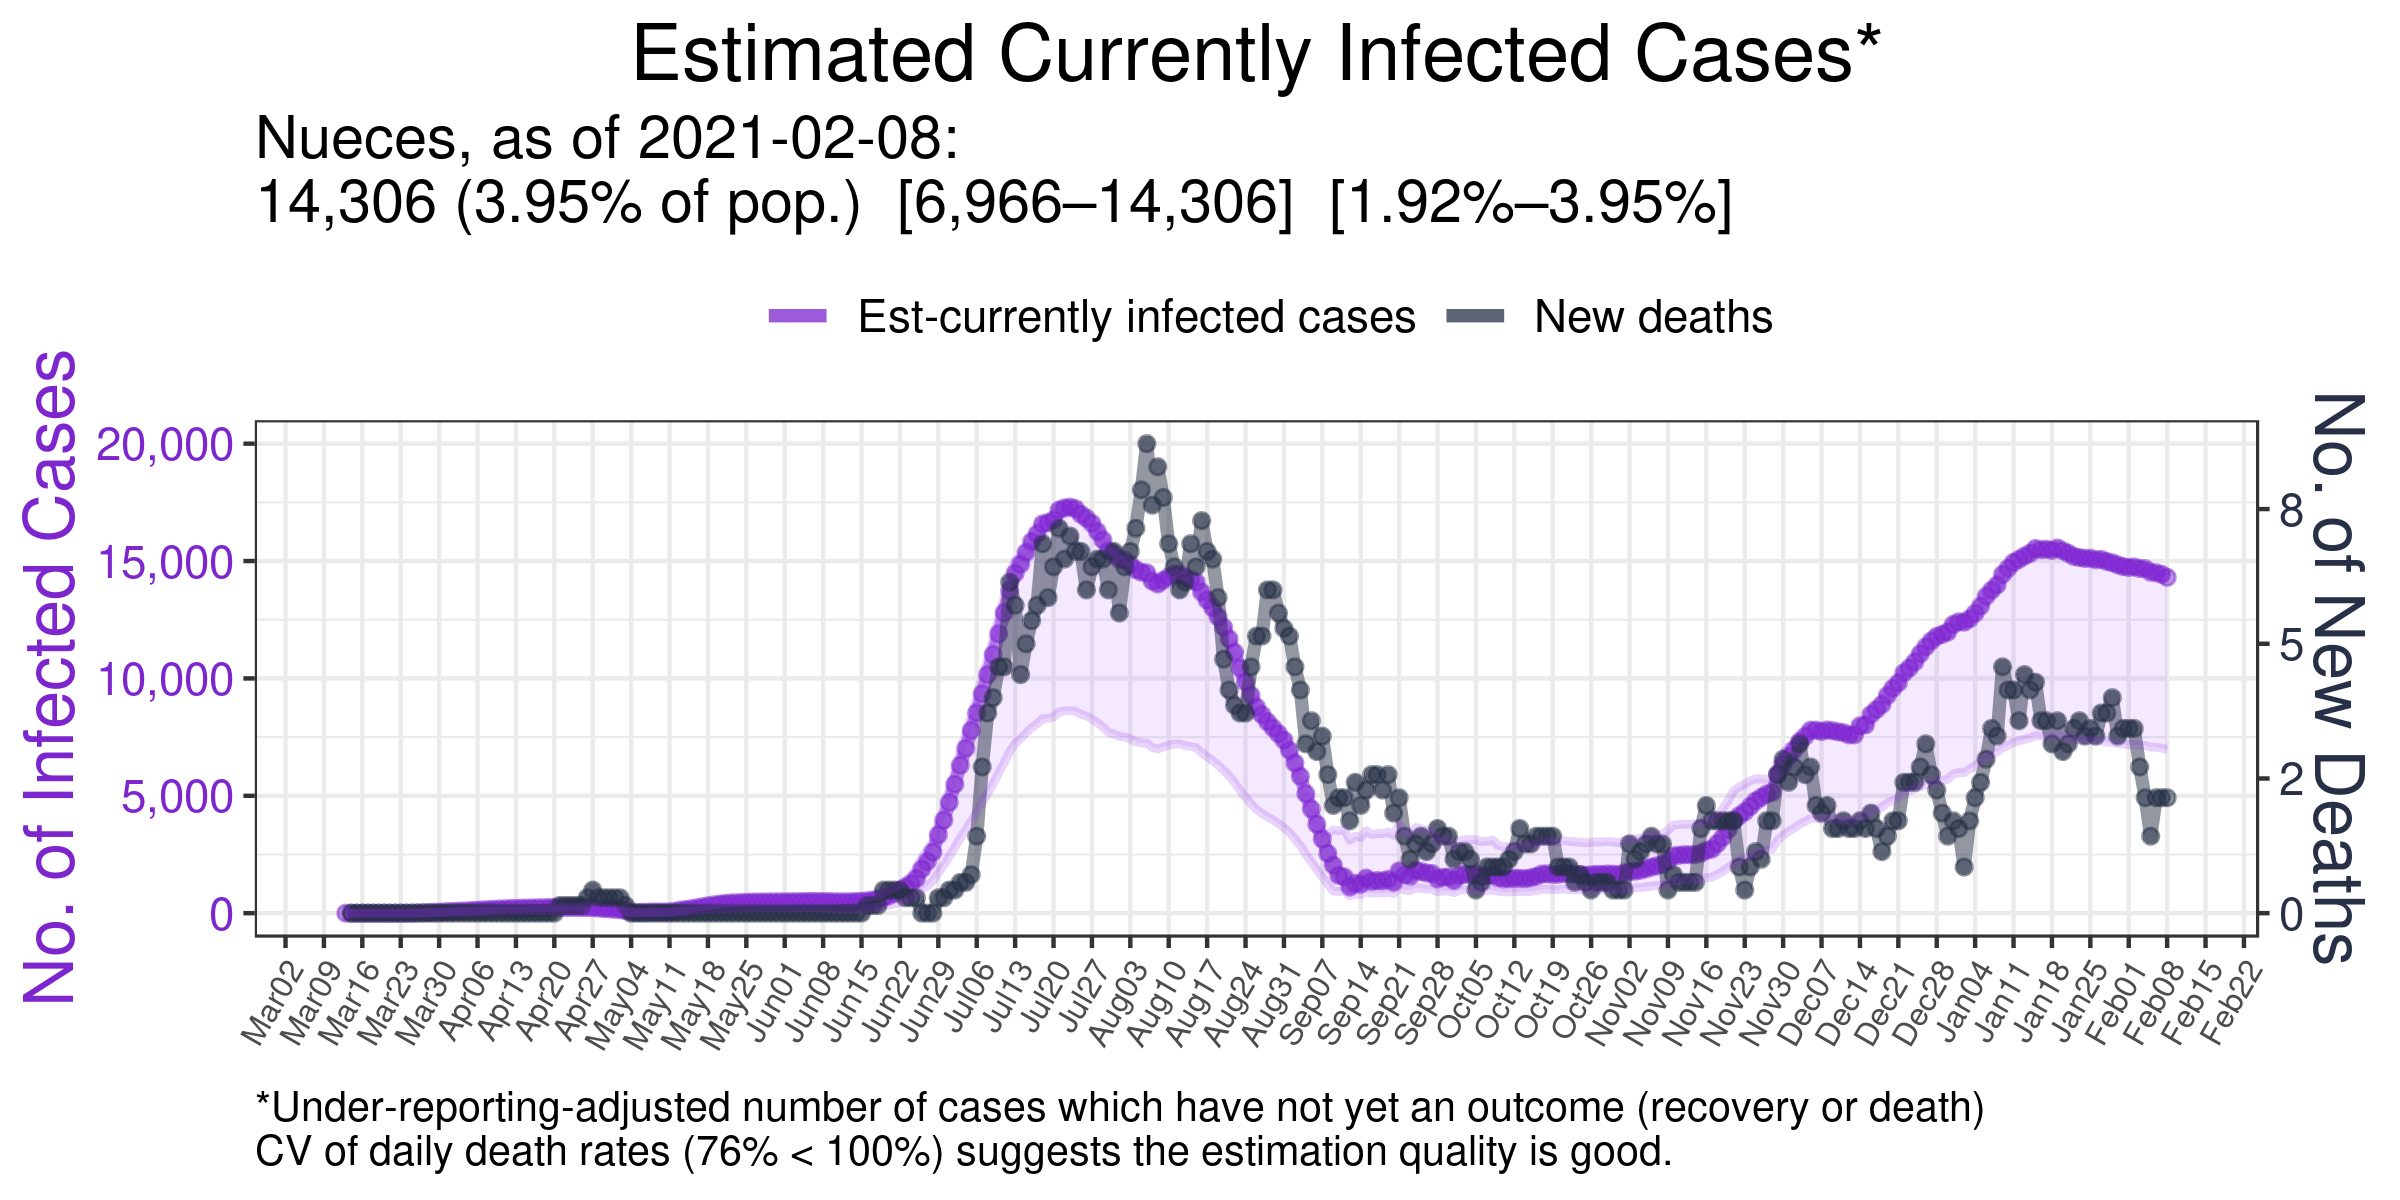 Estimated Currently Infected Cases*
Nueces, as of 2021-02-08:
14,306 (3.95% of pop.) [6,966–14,306] [1.92%–3.95%]
Est-currently infected cases New deaths
No. of Infected Cases
20,000
15,000
10,000
5,000
0
No. of New Deaths
8
5
2
0
Mar02 Mar09 Mar16 Mar23 Mar30 Apr06 Apr13 Apr20 Apr27 May04 May11 May18 May25 Jun01 Jun08 Jun15 Jun22 Jun29 Jul06 Jul13 Jul20 Jul27 Aug03 Aug10 Aug17 Aug24 Aug31 Sep07 Sep14 Sep21 Sep28 Oct05 Oct12 Oct19 Oct26 Nov02 Nov09 Nov16 Nov23 Nov30 Dec07 Dec14 Dec21 Dec28 Jan04 Jan11 Jan18 Jan25 Feb01 Feb08 Feb15 Feb22
*Under-reporting-adjusted number of cases which have not yet an outcome (recovery or death)
CV of daily death rates (76% < 100%) suggests the estimation quality is good.